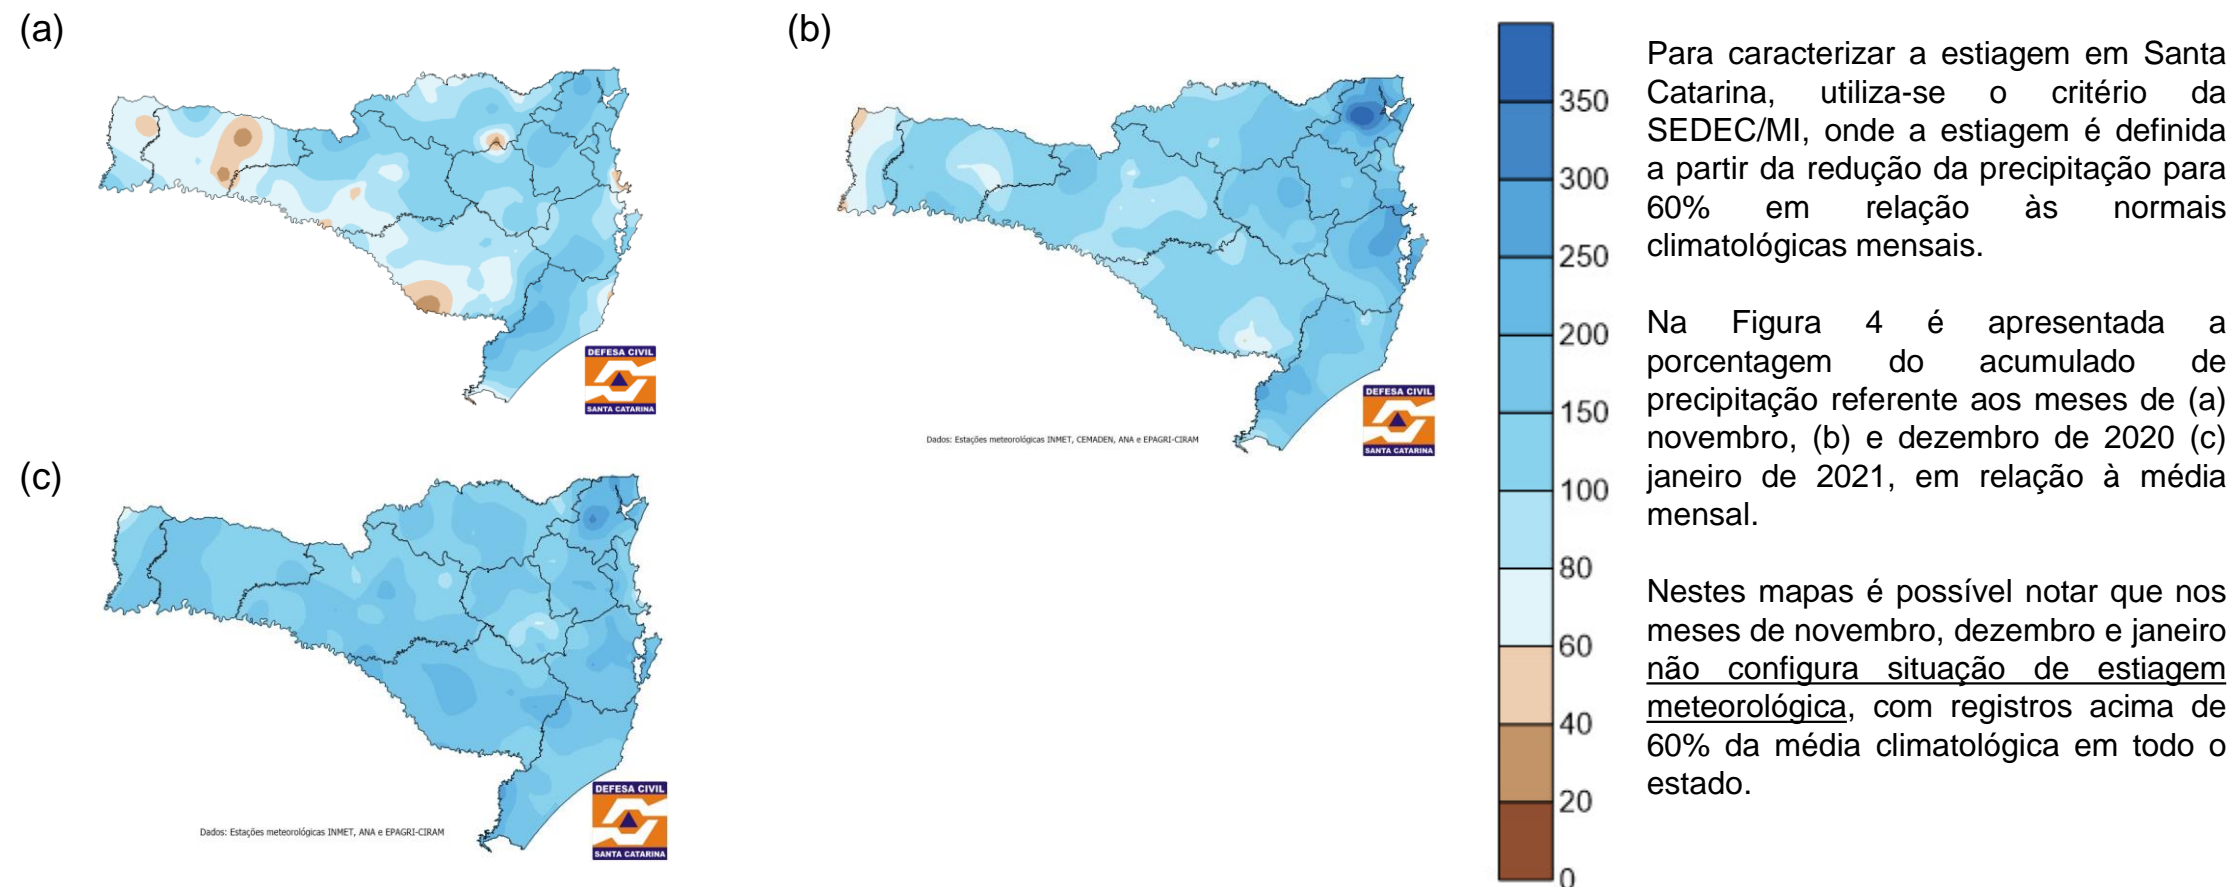 (a)
DEFESA CIVIL
SANTA CATARINA
(b)
Dados: Estações meteorológicas INMET, CEMADEN, ANA e EPAGRI-CIRAM
DEFESA CIVIL
SANTA CATARINA
(c)
Dados: Estações meteorológicas INMET, ANA e EPAGRI-CIRAM
DEFESA CIVIL
SANTA CATARINA
350
300
250
200
150
100
80
60
40
20
0
Para caracterizar a estiagem em Santa
Catarina, utiliza-se o critério da
SEDEC/MI, onde a estiagem é definida
a partir da redução da precipitação para
60% em relação às normais
climatológicas mensais.
Na Figura 4 é apresentada a
porcentagem do acumulado de
precipitação referente aos meses de (a)
novembro, (b) e dezembro de 2020 (c)
janeiro de 2021, em relação à média
mensal.
Nestes mapas é possível notar que nos
meses de novembro, dezembro e janeiro
não configura situação de estiagem
meteorológica, com registros acima de
60% da média climatológica em todo o
estado.